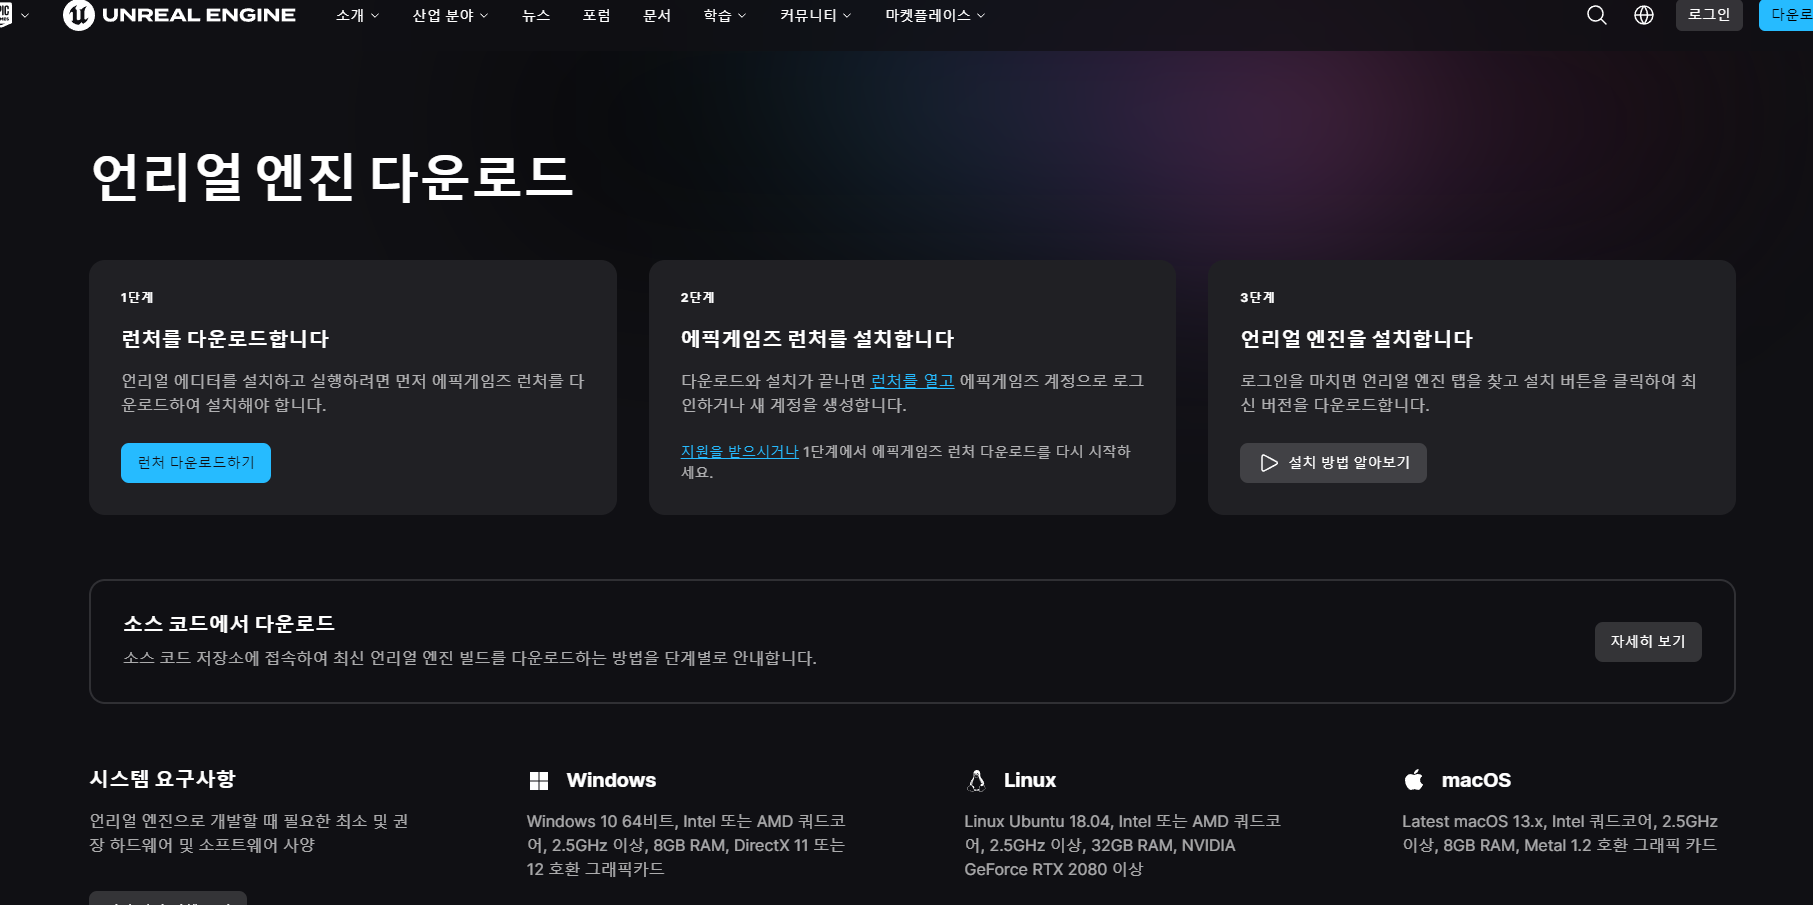 UNREAL ENGINE 소개 산업 분야 뉴스 포럼 문서 학습 커뮤니티 마켓플레이스 로그인
언리얼 엔진 다운로드
1단계
런처를 다운로드합니다
언리얼 에디터를 설치하고 실행하려면 먼저 에픽게임즈 런처를 다
운로드하여 설치해야 합니다.
런처 다운로드하기
2단계
에픽게임즈 런처를 설치합니다
다운로드와 설치가 끝나면 런처를 열고 에픽게임즈 계정으로 로그
인하거나 새 계정을 생성합니다.
지원을 받으시거나 1단계에서 에픽게임즈 런처 다운로드를 다시 시작하
세요.
3단계
언리얼 엔진을 설치합니다
로그인을 마치면 언리얼 엔진 탭을 찾고 설치 버튼을 클릭하여 최
신 버전을 다운로드합니다.
설치 방법 알아보기
소스 코드에서 다운로드
소스 코드 저장소에 접속하여 최신 언리얼 엔진 빌드를 다운로드하는 방법을 단계별로 안내합니다.
자세히 보기
시스템 요구사항
언리얼 엔진으로 개발할 때 필요한 최소 및 권
장 하드웨어 및 소프트웨어 사양
Windows
Windows 10 64비트, Intel 또는 AMD 쿼드코
어, 2.5GHz 이상, 8GB RAM, DirectX 11 또는
12 호환 그래픽카드
Linux
Linux Ubuntu 18.04, Intel 또는 AMD 쿼드코
어, 2.5GHz 이상, 32GB RAM, NVIDIA
GeForce RTX 2080 이상
macOS
Latest macOS 13.x, Intel 쿼드코어, 2.5GHz
이상, 8GB RAM, Metal 1.2 호환 그래픽 카드